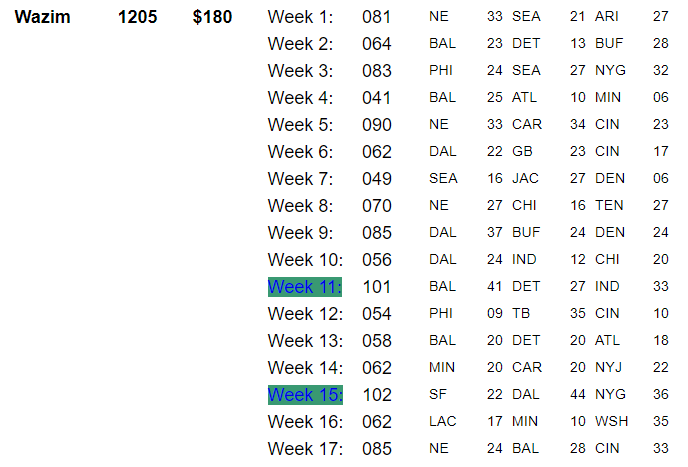 Wazim 1205 $180 Week 1: 081 NE 33 SEA 21 ARI 27
Week 2: 064 BAL 23 DET 13 BUF 28
Week 3: 083 PHI 24 SEA 27 NYG 32
Week 4: 041 BAL 25 ATL 10 MIN 06
Week 5: 090 NE 33 CAR 34 CIN 23
Week 6: 062 DAL 22 GB 23 CIN 17
Week 7: 049 SEA 16 JAC 27 DEN 06
Week 8: 070 NE 27 CHI 16 TEN 27
Week 9: 085 DAL 37 BUF 24 DEN 24
Week 10: 056 DAL 24 IND 12 CHI 20
Week 11: 101 BAL 41 DET 27 IND 33
Week 12: 054 PHI 09 TB 35 CIN 10
Week 13: 058 BAL 20 DET 20 ATL 18
Week 14: 062 MIN 20 CAR 20 NYJ 22
Week 15: 102 SF 22 DAL 44 NYG 36
Week 16: 062 LAC 17 MIN 10 WSH 35
Week 17: 085 NE 24 BAL 28 CIN 33